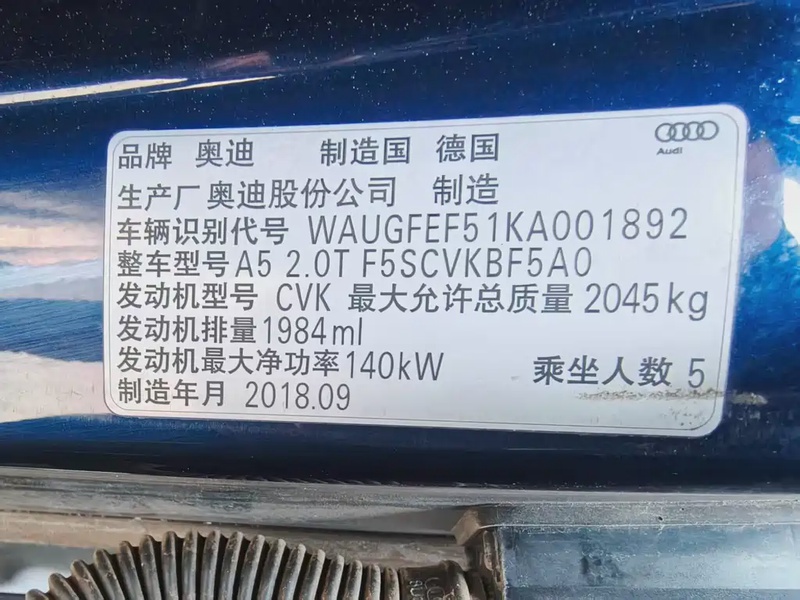 Audi
品牌 奥迪 制造国 德国
生产厂奥迪股份公司 制造
车辆识别代号 WAUGFEF51KA001892
整车型号A5 2.0T F5SCVKBF5A0
发动机型号 CVK 最大允许总质量 2045kg
发动机排量1984ml
发动机最大净功率140kW 乘坐人数 5
制造年月 2018.09